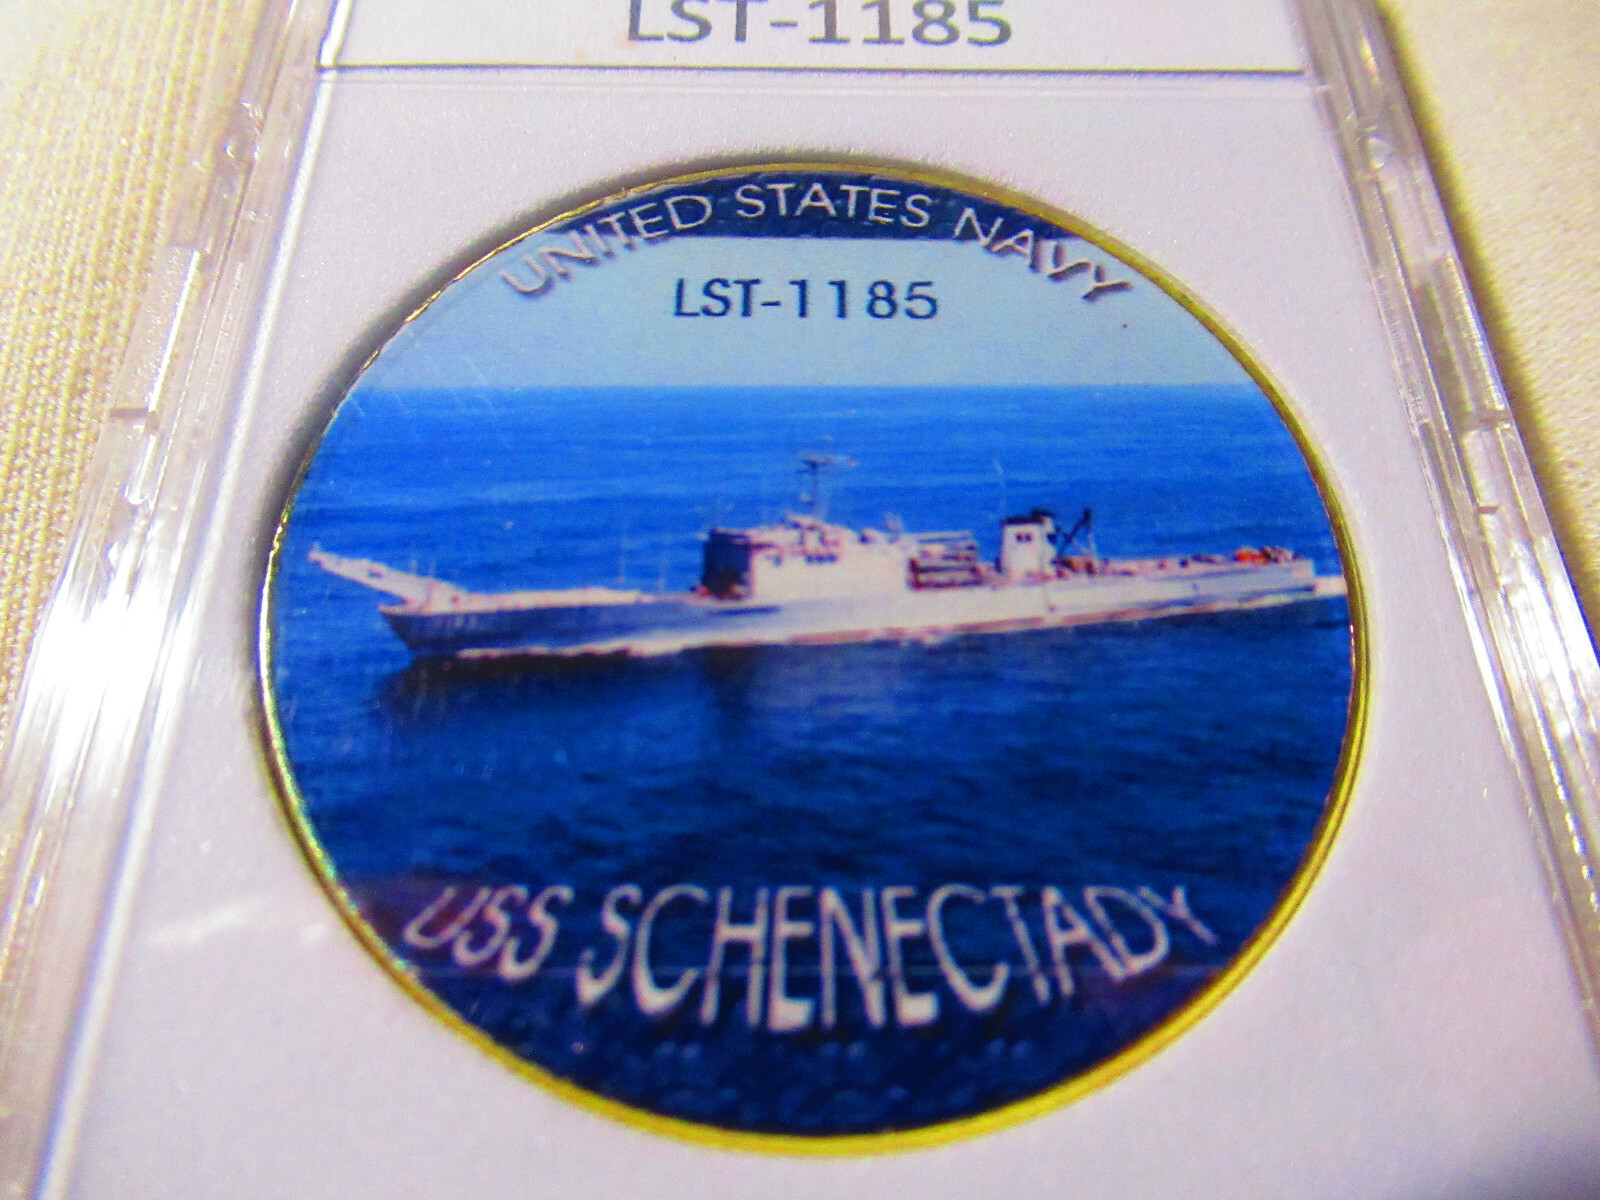 LST-1185
UNITED STATES NAVY
LST-1185
USS SCHENECTADY